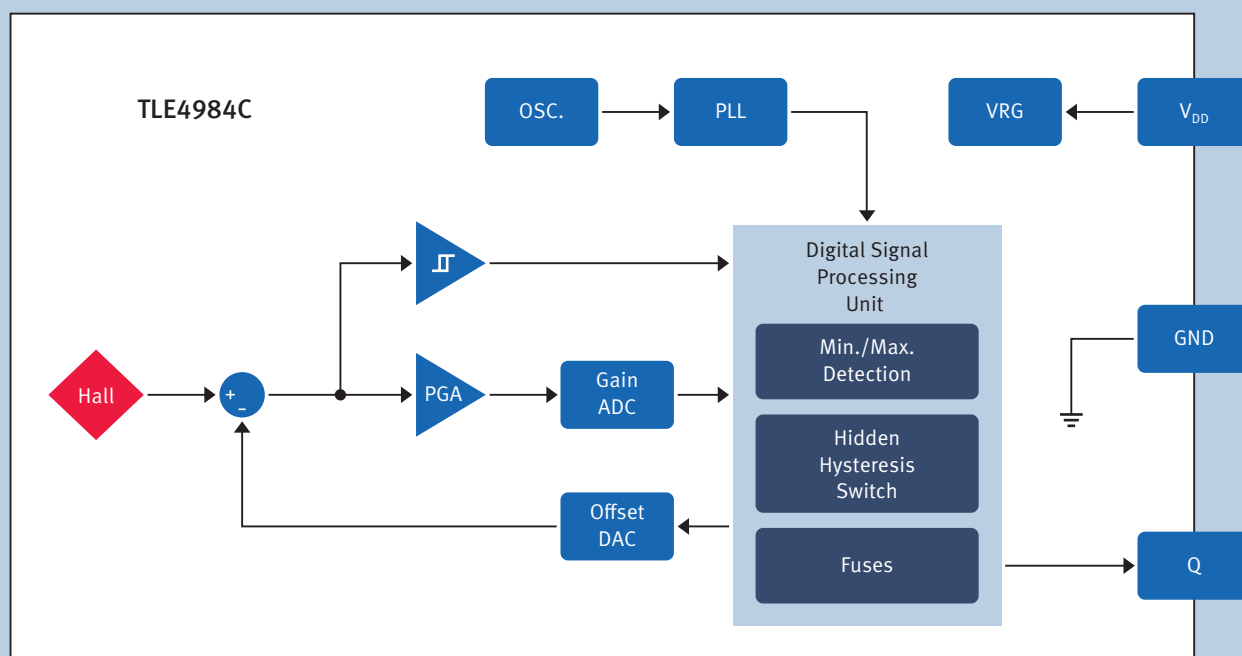 TLE4984C
OSC.
PLL
VRG
V_DD
Digital Signal
Processing
Unit
Min./Max.
Detection
GND
Hall
+
-
PGA
Gain
ADC
Hidden
Hysteresis
Switch
Offset
DAC
Fuses
Q